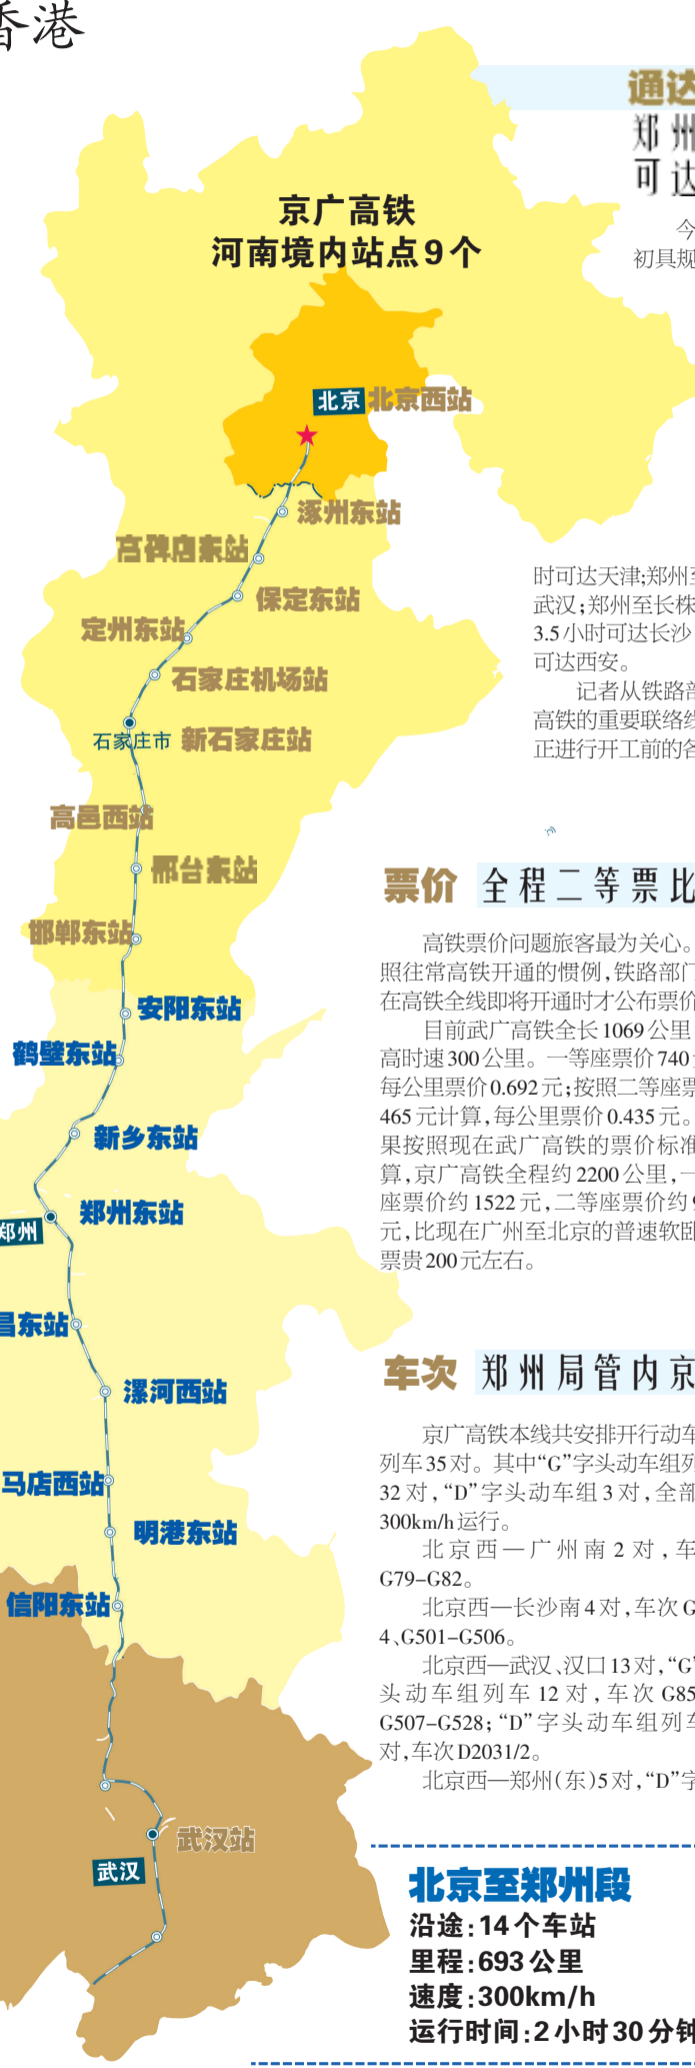 香港
京广高铁
河南境内站点9个
北京 北京西站
涿州东站
高碑店东站
保定东站
定州东站
石家庄机场站
石家庄市 新石家庄站
高邑西站
邢台东站
邯郸东站
安阳东站
鹤壁东站
新乡东站
郑州东站
郑州
昌东站
漯河西站
马店西站
明港东站
信阳东站
武汉站
武汉
通达
郑州
可达
今
初具规
时可达天津;郑州至
武汉;郑州至长株
3.5小时可达长沙
可达西安。
记者从铁路部
高铁的重要联络线
正进行开工前的各
票价 全程二等票比
高铁票价问题旅客最为关心。
照往常高铁开通的惯例,铁路部门
在高铁全线即将开通时才公布票价
目前武广高铁全长1069公里
高时速300公里。一等座票价740
每公里票价0.692元;按照二等座票
465元计算,每公里票价0.435元。
果按照现在武广高铁的票价标准
算,京广高铁全程约2200公里,一
座票价约1522元,二等座票价约9
元,比现在广州至北京的普速软卧
票贵200元左右。
车次 郑州局管内京
京广高铁本线共安排开行动车
列车35对。其中“G”字头动车组列
32对,“D”字头动车组3对,全部
300km/h运行。
北京西—广州南2对,车
G79-G82。
北京西—长沙南4对,车次G
4、G501-G506。
北京西—武汉、汉口13对,“G”
头动车组列车12对,车次G85
G507-G528;“D”字头动车组列车
对,车次D2031/2。
北京西—郑州(东)5对,“D”字
北京至郑州段
沿途:14个车站
里程:693公里
速度:300km/h
运行时间:2小时30分钟